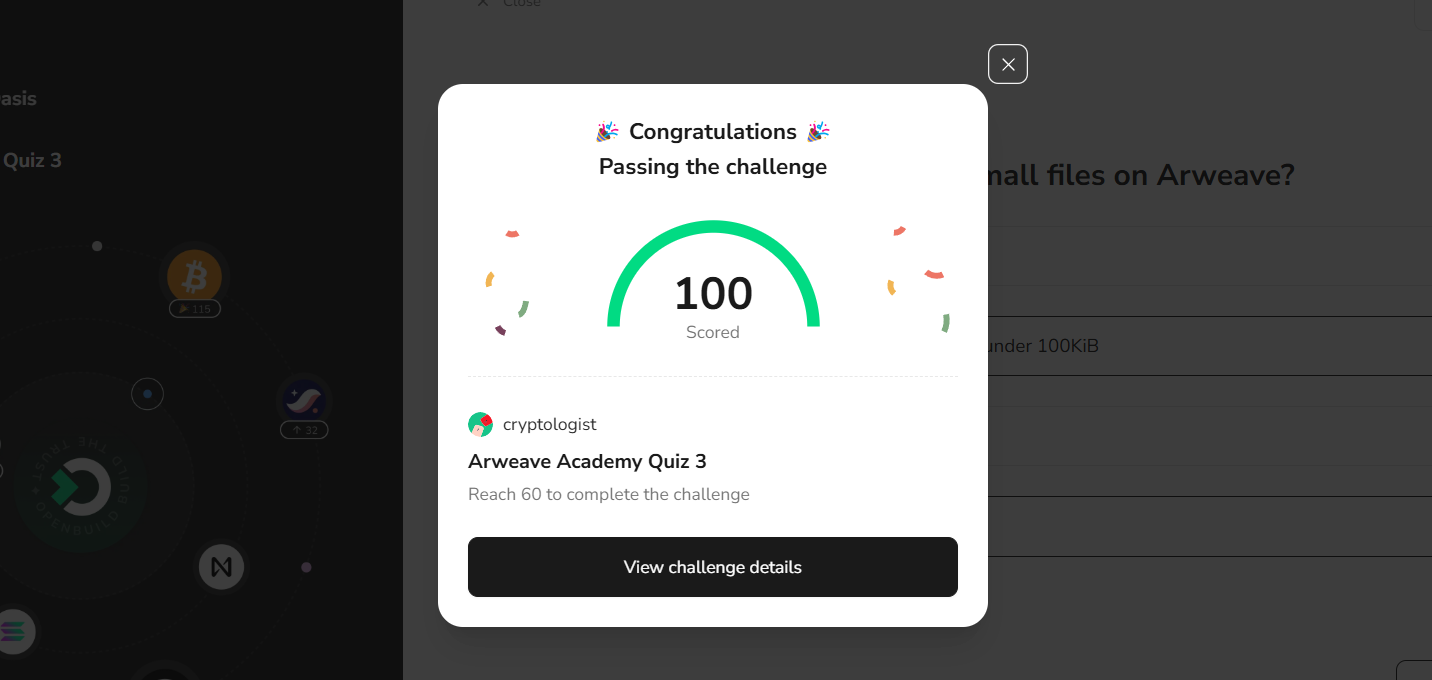 Close
asis
Quiz 3
115
32
BUILD THE TRUST
OPENBUILD
🎉 Congratulations 🎉
Passing the challenge
100
Scored
cryptologist
Arweave Academy Quiz 3
Reach 60 to complete the challenge
View challenge details
mall files on Arweave?
under 100KiB